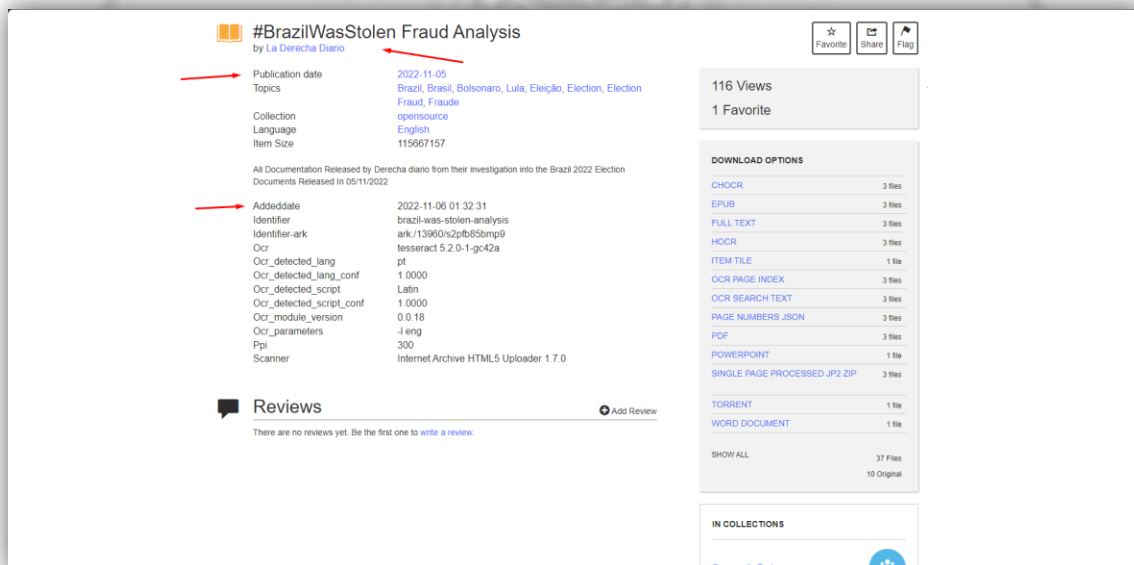 #BrazilWasStolen Fraud Analysis
by La Derecha Diario
Favorite
Share
Flag
Publication date 2022-11-05
Topics Brazil, Brasil, Bolsonaro, Lula, Eleição, Election, Election
Fraud, Fraude
Collection opensource
Language English
Item Size 115667157
All Documentation Released by Derecha diario from their investigation into the Brazil 2022 Election
Documents Released In 05/11/2022
Addeddate 2022-11-06 01:32:31
Identifier brazil-was-stolen-analysis
Identifier-ark ark:/13960/s2pfb85bmp9
Ocr tesseract 5.2.0-1-gc42a
Ocr_detected_lang pt
Ocr_detected_lang_conf 1.0000
Ocr_detected_script Latin
Ocr_detected_script_conf 1.0000
Ocr_module_version 0.0.18
Ocr_parameters -l eng
Ppi 300
Scanner Internet Archive HTML5 Uploader 1.7.0
Reviews
Add Review
There are no reviews yet. Be the first one to write a review.
116 Views
1 Favorite
DOWNLOAD OPTIONS
CHOCR 3 files
EPUB 3 files
FULL TEXT 3 files
HOCR 3 files
ITEM TILE 1 file
OCR PAGE INDEX 3 files
OCR SEARCH TEXT 3 files
PAGE NUMBERS JSON 3 files
PDF 3 files
POWERPOINT 1 file
SINGLE PAGE PROCESSED JP2 ZIP 3 files
TORRENT 1 file
WORD DOCUMENT 1 file
SHOW ALL 37 Files
10 Original
IN COLLECTIONS